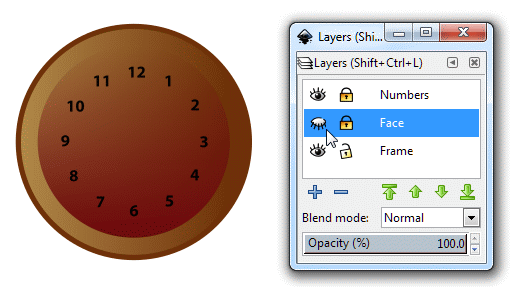 12
11
1
10
2
9
3
8
4
7
5
6
Layers (Shi...
Layers (Shift+Ctrl+L)
Numbers
Face
Frame
Blend mode: Normal
Opacity (%) 100.0